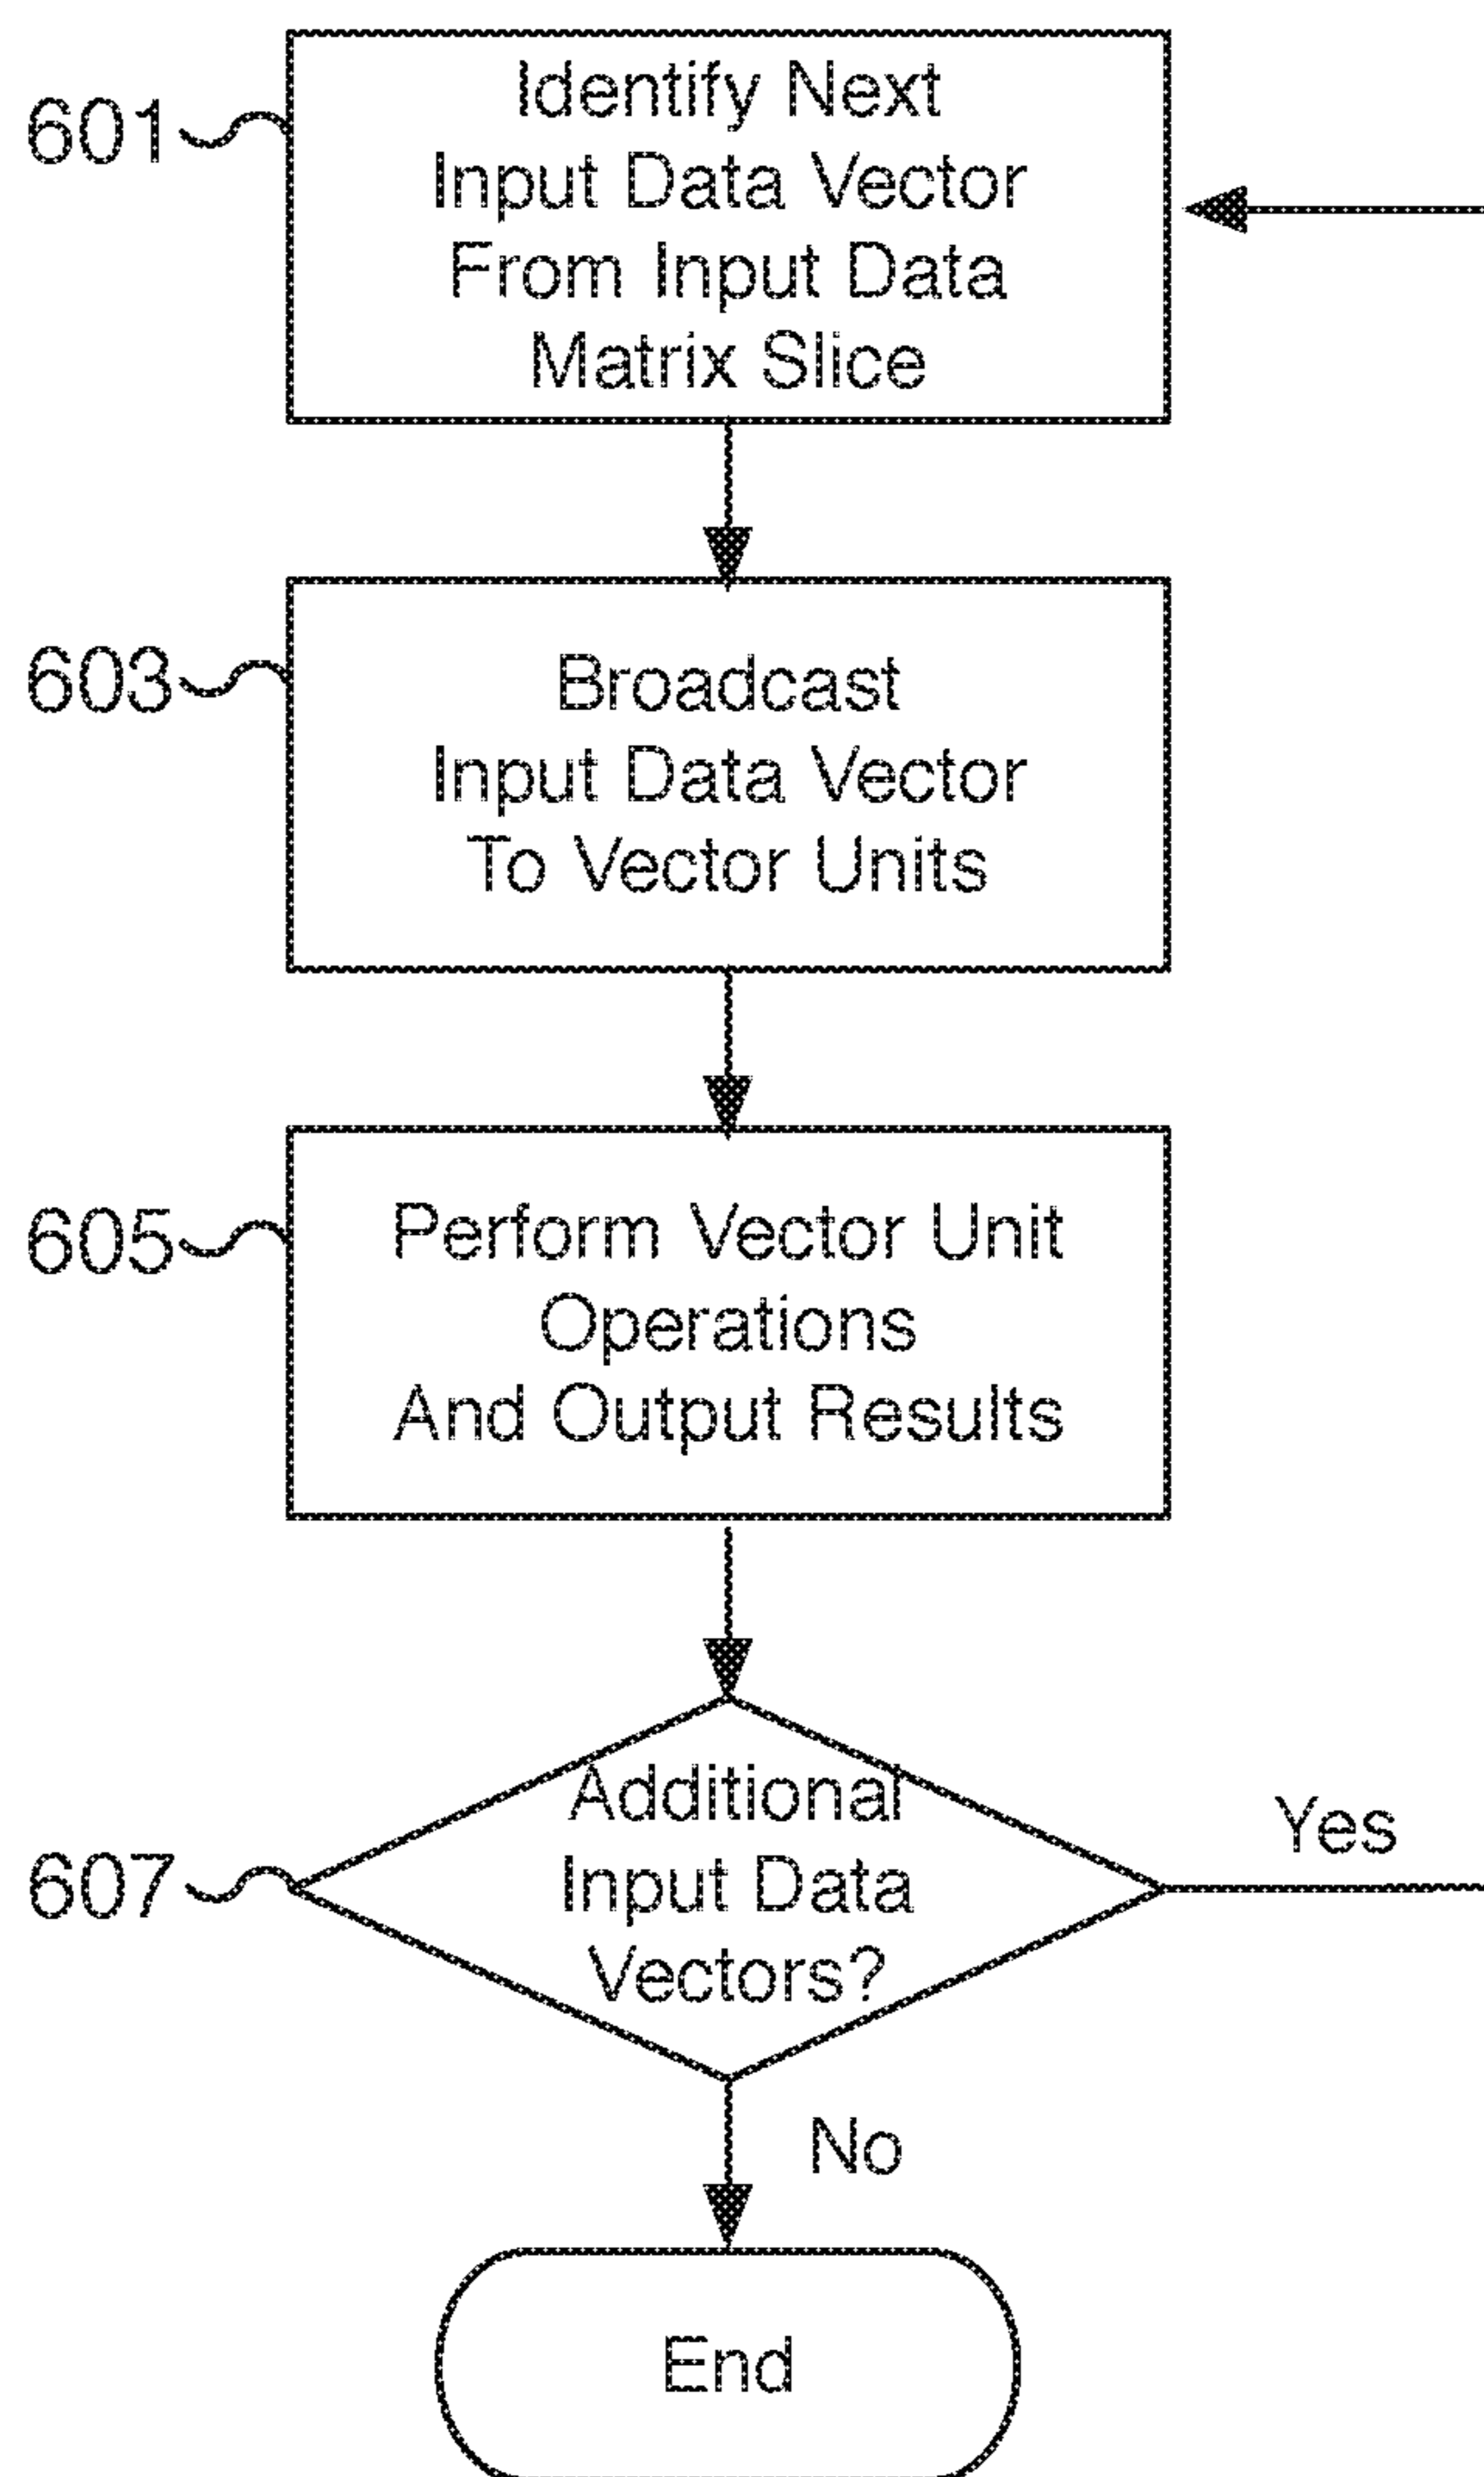 601
Identify Next
Input Data Vector
From Input Data
Matrix Slice
603
Broadcast
Input Data Vector
To Vector Units
605
Perform Vector Unit
Operations
And Output Results
607
Additional
Input Data
Vectors?
Yes
No
End